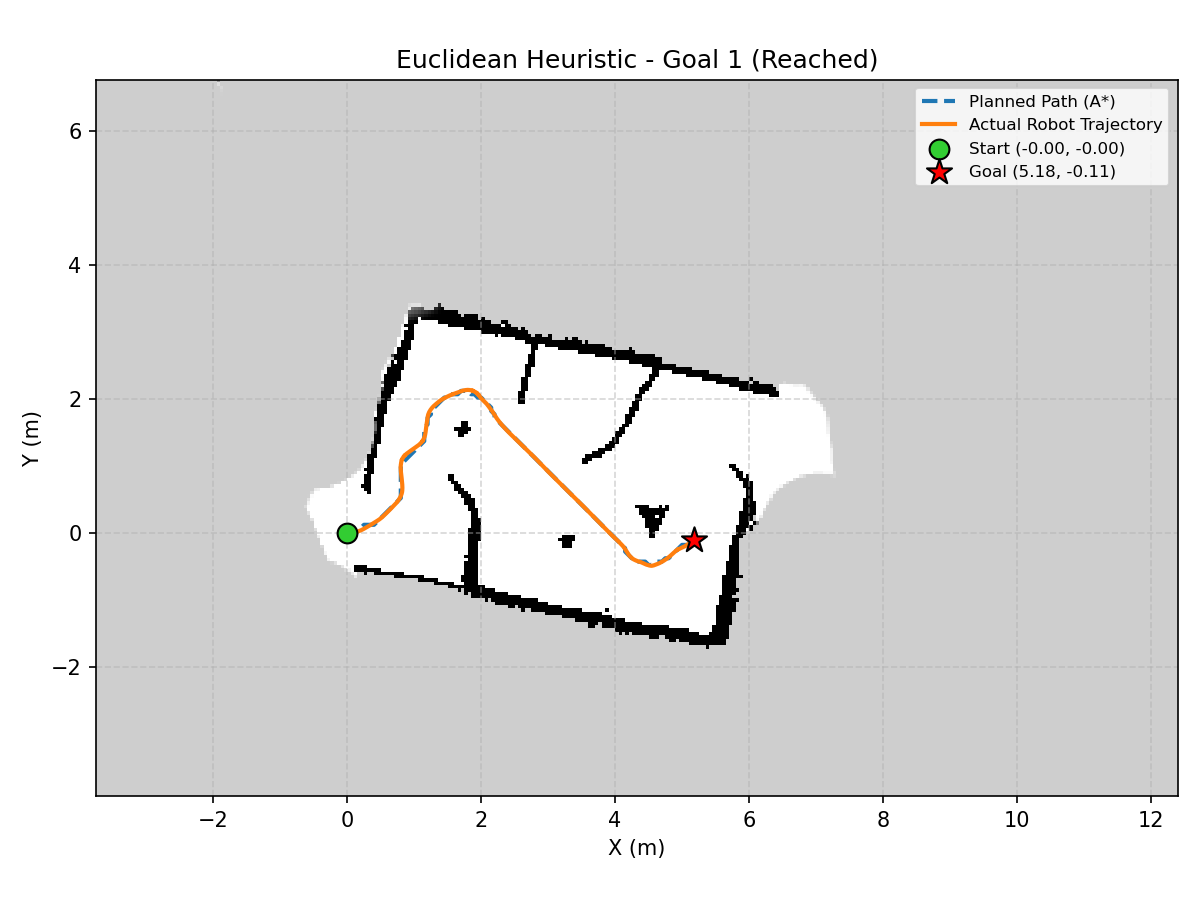 Euclidean Heuristic - Goal 1 (Reached)
Planned Path (A*)
Actual Robot Trajectory
Start (-0.00, -0.00)
Goal (5.18, -0.11)
Y (m)
6
4
2
0
−2
−2 0 2 4 6 8 10 12
X (m)